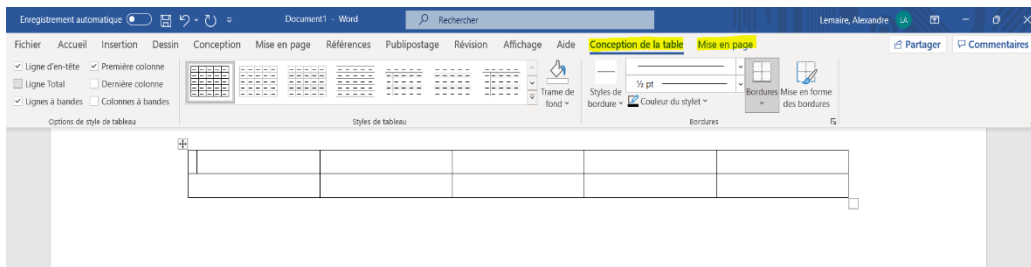 Enregistrement automatique Document1 - Word Rechercher Lemaire, Alexandre LA
Fichier Accueil Insertion Dessin Conception Mise en page Références Publipostage Révision Affichage Aide Conception de la table Mise en page Partager Commentaires
Ligne d'en-tête Première colonne
Ligne Total Dernière colonne
Lignes à bandes Colonnes à bandes
Options de style de tableau
Styles de tableau
Trame de
fond
Styles de
bordure
½ pt
Couleur du stylet
Bordures
Mise en forme
des bordures
Bordures